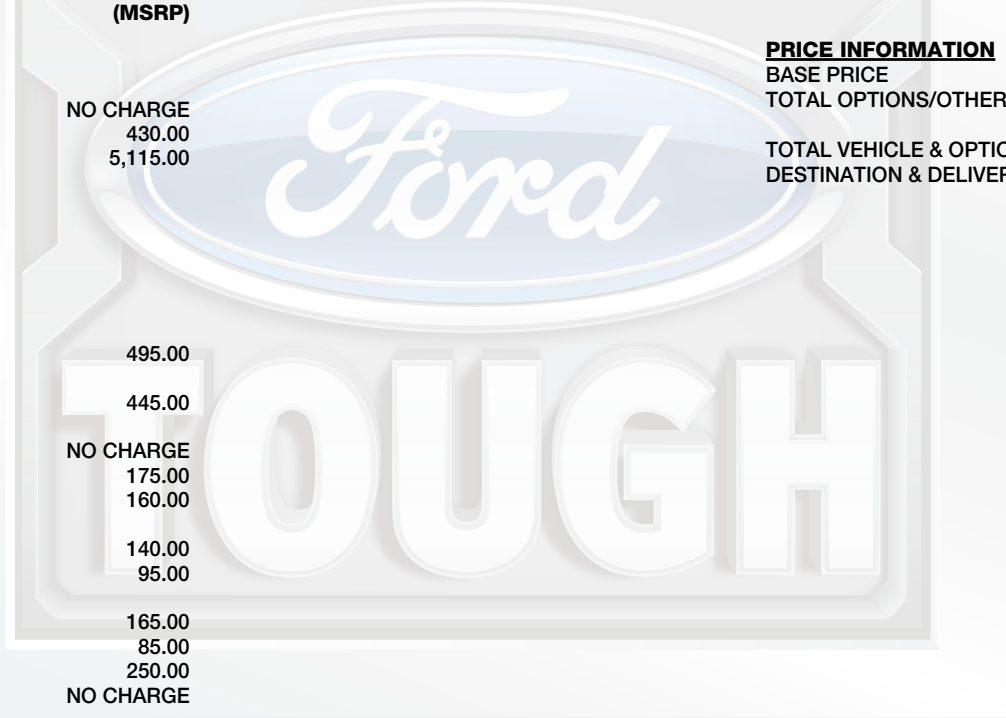 (MSRP)
NO CHARGE
430.00
5,115.00
495.00
445.00
NO CHARGE
175.00
160.00
140.00
95.00
165.00
85.00
250.00
NO CHARGE
PRICE INFORMATION
BASE PRICE
TOTAL OPTIONS/OTHER
TOTAL VEHICLE & OPTIO
DESTINATION & DELIVER
Ford
TOUGH